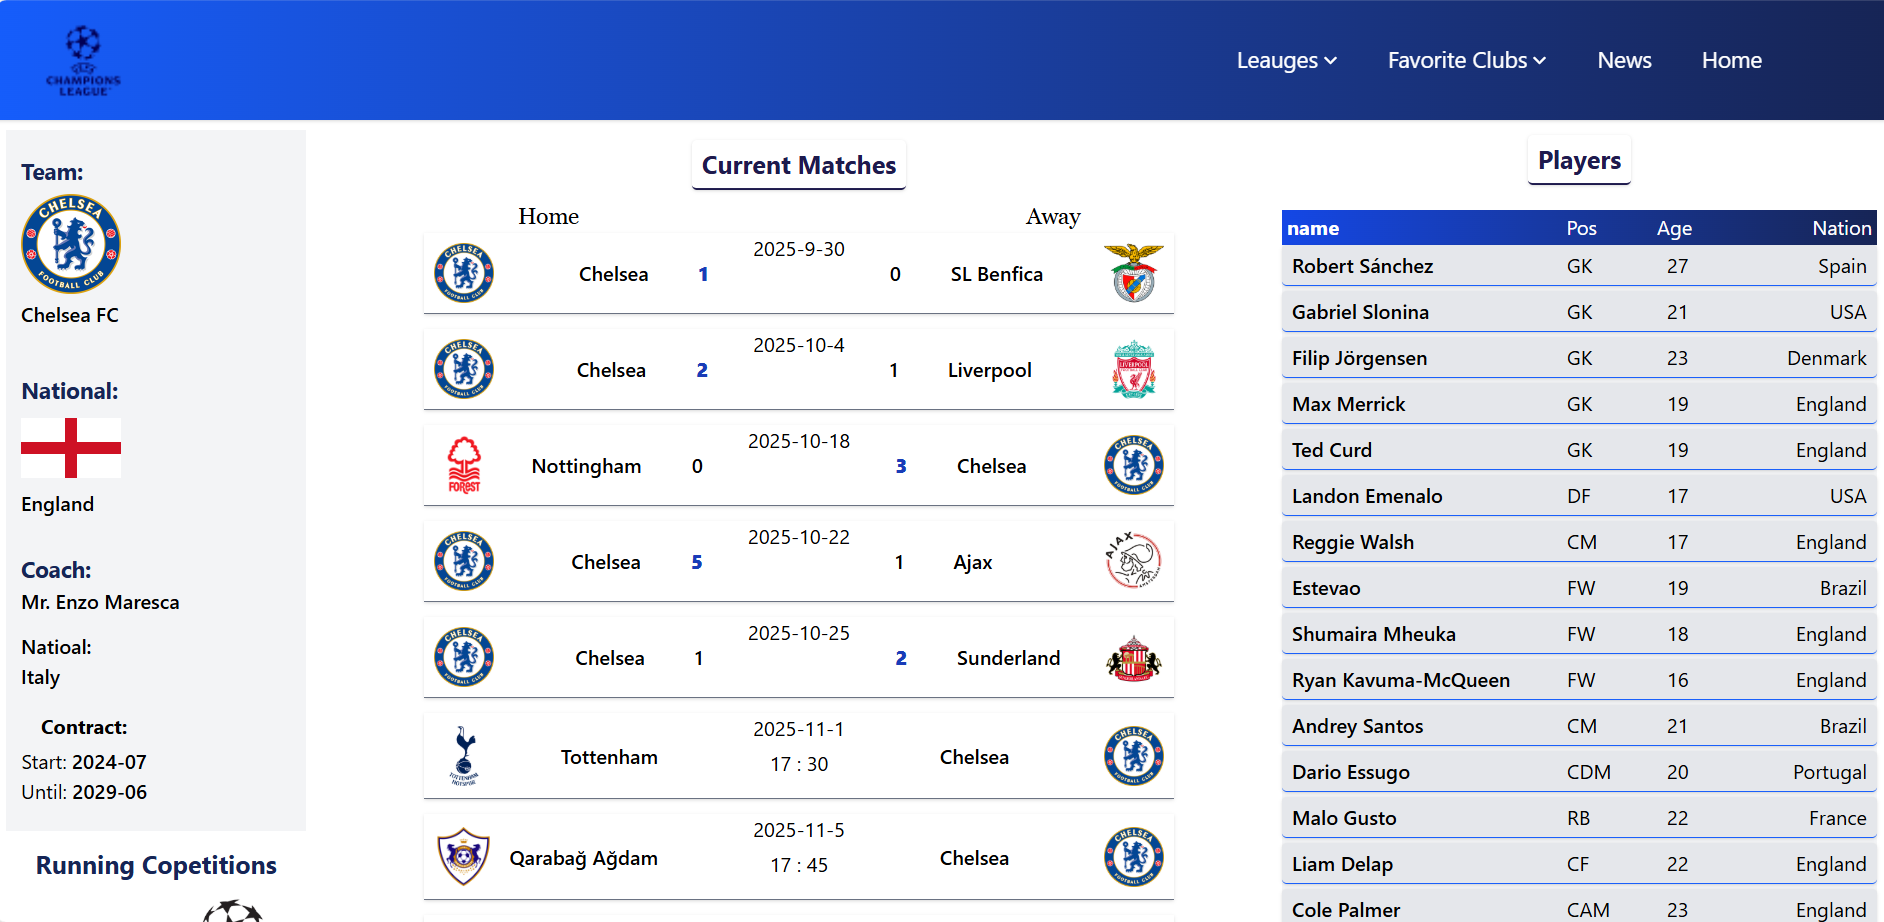 CHAMPIONS
LEAGUE
Leauges
Favorite Clubs
News
Home
Team:
CHELSEA
FOOTBALL CLUB
Chelsea FC
National:
England
Coach:
Mr. Enzo Maresca
Natioal:
Italy
Contract:
Start: 2024-07
Until: 2029-06
Running Copetitions
Current Matches
Home Away
2025-9-30
Chelsea 1 0 SL Benfica
2025-10-4
Chelsea 2 1 Liverpool
2025-10-18
Nottingham 0 3 Chelsea
FOREST
2025-10-22
Chelsea 5 1 Ajax
AJAX
2025-10-25
Chelsea 1 2 Sunderland
2025-11-1
Tottenham 17 : 30 Chelsea
TOTTENHAM
HOTSPUR
2025-11-5
Qarabağ Ağdam 17 : 45 Chelsea
Players
name Pos Age Nation
Robert Sánchez GK 27 Spain
Gabriel Slonina GK 21 USA
Filip Jörgensen GK 23 Denmark
Max Merrick GK 19 England
Ted Curd GK 19 England
Landon Emenalo DF 17 USA
Reggie Walsh CM 17 England
Estevao FW 19 Brazil
Shumaira Mheuka FW 18 England
Ryan Kavuma-McQueen FW 16 England
Andrey Santos CM 21 Brazil
Dario Essugo CDM 20 Portugal
Malo Gusto RB 22 France
Liam Delap CF 22 England
Cole Palmer CAM 23 England